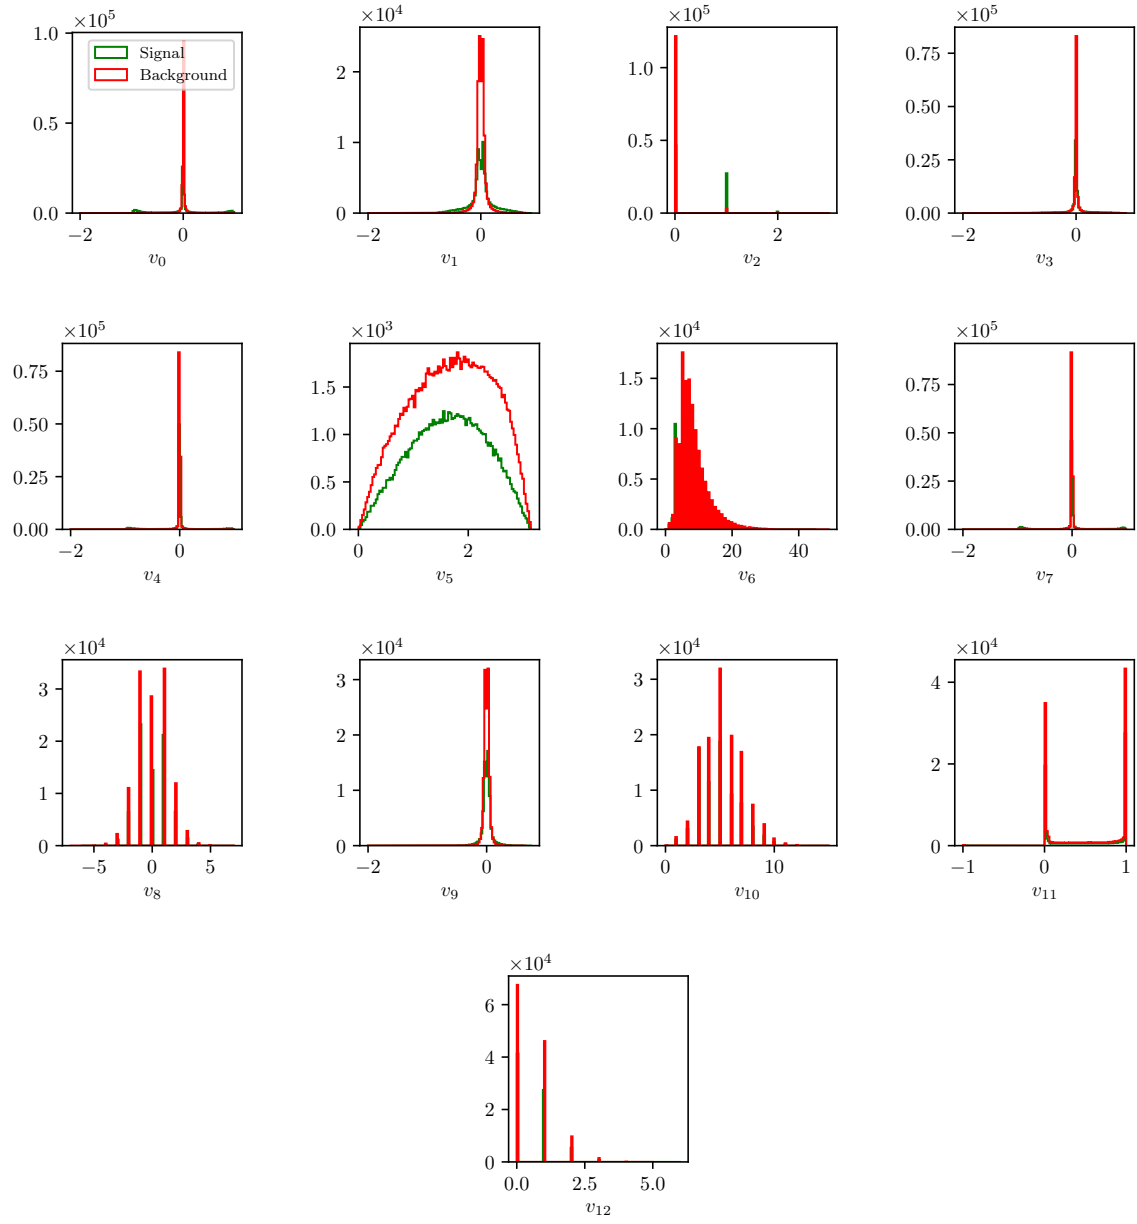 ×10⁵ ×10⁴ ×10⁵ ×10⁵
Signal
Background
1.0 0.5 0.0
−2 0
v₀
2 1 0
−2 0
v₁
1.0 0.5 0.0
0 2
v₂
0.75 0.50 0.25 0.00
−2 0
v₃
×10⁵ ×10³ ×10⁴ ×10⁵
0.75 0.50 0.25 0.00
−2 0
v₄
1.5 1.0 0.5 0.0
0 2
v₅
1.5 1.0 0.5 0.0
0 20 40
v₆
0.75 0.50 0.25 0.00
−2 0
v₇
×10⁴ ×10⁴ ×10⁴ ×10⁴
3 2 1 0
−5 0 5
v₈
3 2 1 0
−2 0
v₉
3 2 1 0
0 10
v₁₀
4 2 0
−1 0 1
v₁₁
×10⁴
6 4 2 0
0.0 2.5 5.0
v₁₂